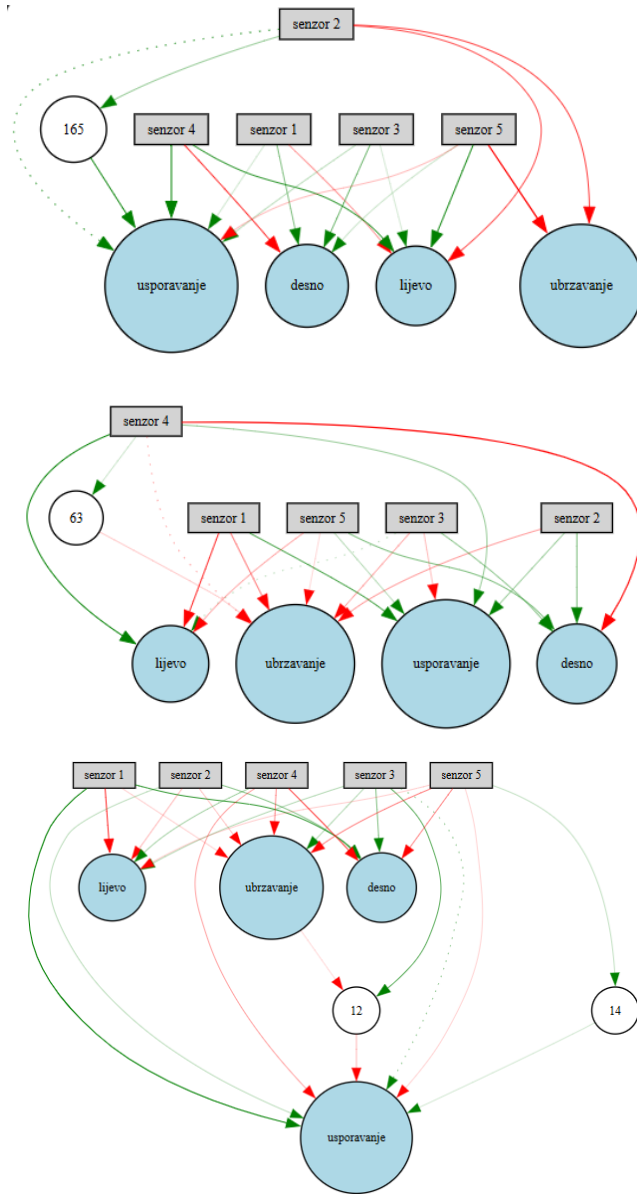 senzor 2
165
senzor 4
senzor 1
senzor 3
senzor 5
usporavanje
desno
lijevo
ubrzavanje
senzor 4
63
senzor 1
senzor 5
senzor 3
senzor 2
lijevo
ubrzavanje
usporavanje
desno
senzor 1
senzor 2
senzor 4
senzor 3
senzor 5
lijevo
ubrzavanje
desno
12
14
usporavanje